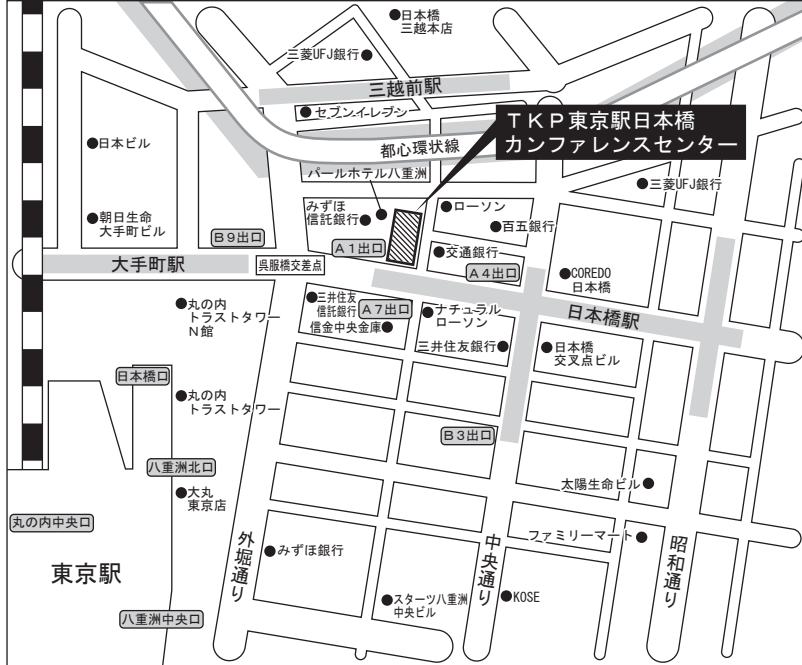 日本橋
三越本店
三菱UFJ銀行
三越前駅
セブンイレブン
TKP東京駅日本橋
カンファレンスセンター
日本ビル
都心環状線
パールホテル八重洲
三菱UFJ銀行
朝日生命
大手町ビル
みずほ
信託銀行
ローソン
百五銀行
B9出口
A1出口
交通銀行
大手町駅
呉服橋交差点
A4出口
COREDO
日本橋
丸の内
トラストタワー
N館
三井住友
信託銀行
A7出口
信金中央金庫
ナチュラル
ローソン
日本橋駅
三井住友銀行
日本橋
交叉点ビル
日本橋口
丸の内
トラストタワー
B3出口
八重洲北口
大丸
東京店
太陽生命ビル
丸の内中央口
外堀通り
みずほ銀行
中央通り
ファミリーマート
昭和通り
東京駅
スターツ八重洲
中央ビル
KOSE
八重洲中央口